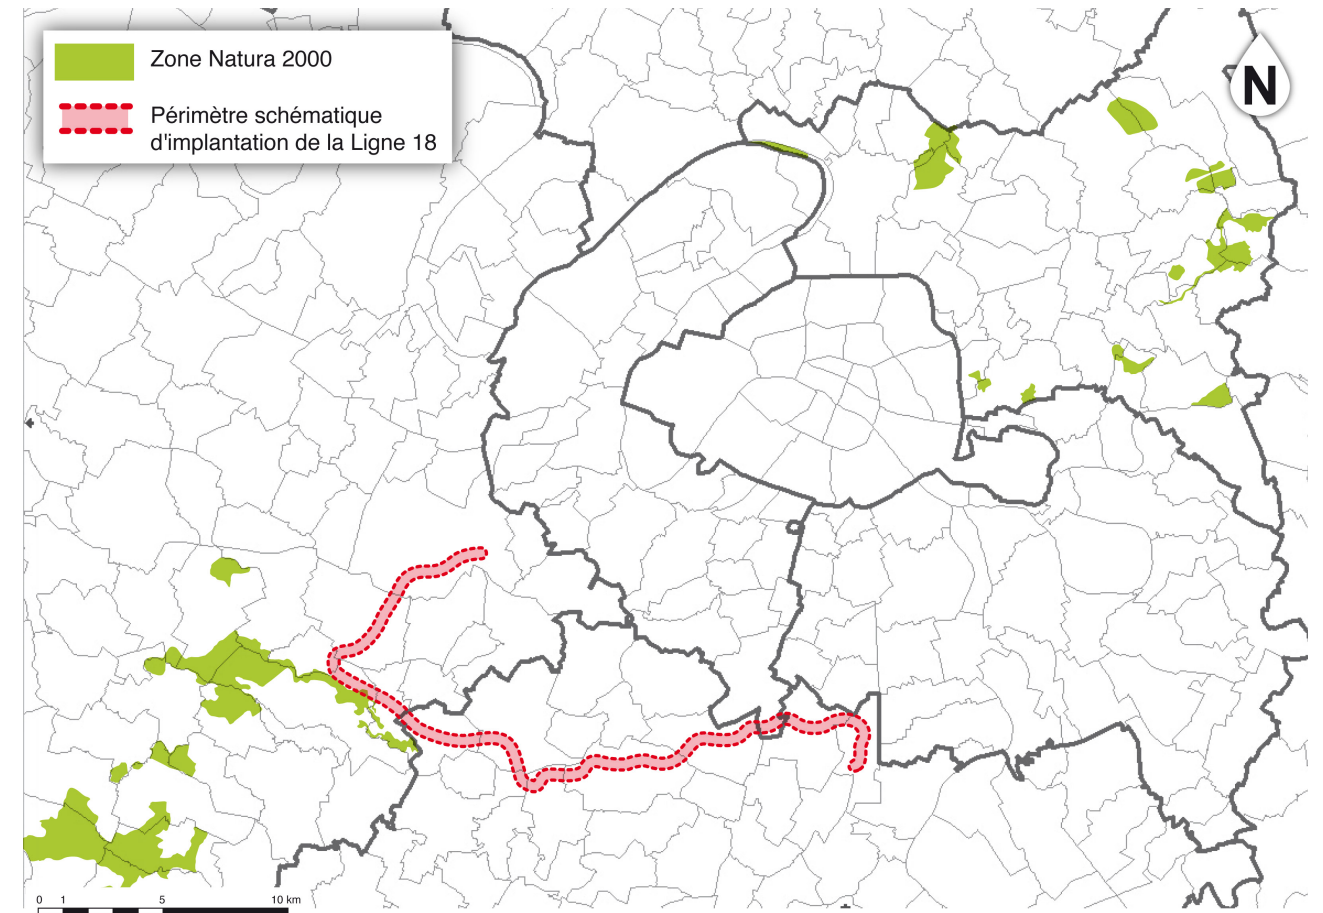 Zone Natura 2000
Périmètre schématique
d'implantation de la Ligne 18
N
0 1 5 10 km